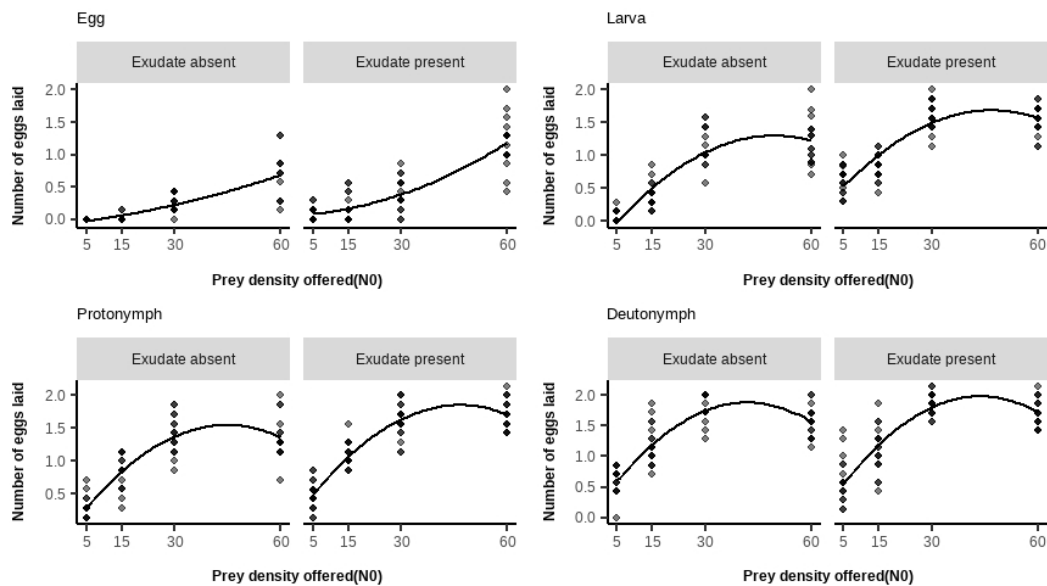 Egg
Exudate absent
Exudate present
Number of eggs laid
2.0
1.5
1.0
0.5
0.0
5 15 30 60
5 15 30 60
Prey density offered(N0)
Larva
Exudate absent
Exudate present
Number of eggs laid
2.0
1.5
1.0
0.5
0.0
5 15 30 60
5 15 30 60
Prey density offered(N0)
Protonymph
Exudate absent
Exudate present
Number of eggs laid
2.0
1.5
1.0
0.5
5 15 30 60
5 15 30 60
Prey density offered(N0)
Deutonymph
Exudate absent
Exudate present
Number of eggs laid
2.0
1.5
1.0
0.5
0.0
5 15 30 60
5 15 30 60
Prey density offered(N0)